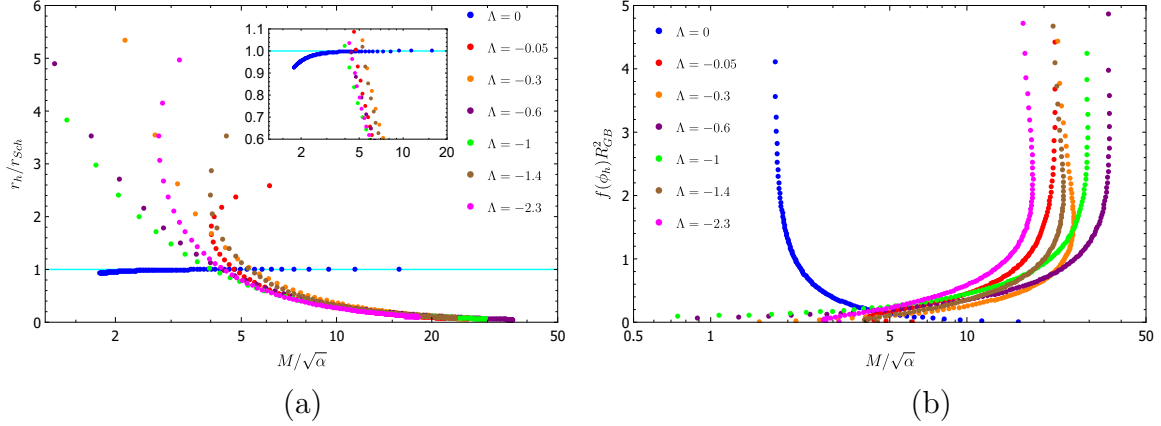 6
5
4
3
2
1
0
r_h/r_Sch
2
5
10
20
50
M/√α
1.1
1.0
0.9
0.8
0.7
0.6
2
5
10
20
Λ = 0
Λ = −0.05
Λ = −0.3
Λ = −0.6
Λ = −1
Λ = −1.4
Λ = −2.3
(a)
5
4
3
2
1
0
f(ϕ_h)R²_GB
0.5
1
5
10
50
M/√α
Λ = 0
Λ = −0.05
Λ = −0.3
Λ = −0.6
Λ = −1
Λ = −1.4
Λ = −2.3
(b)